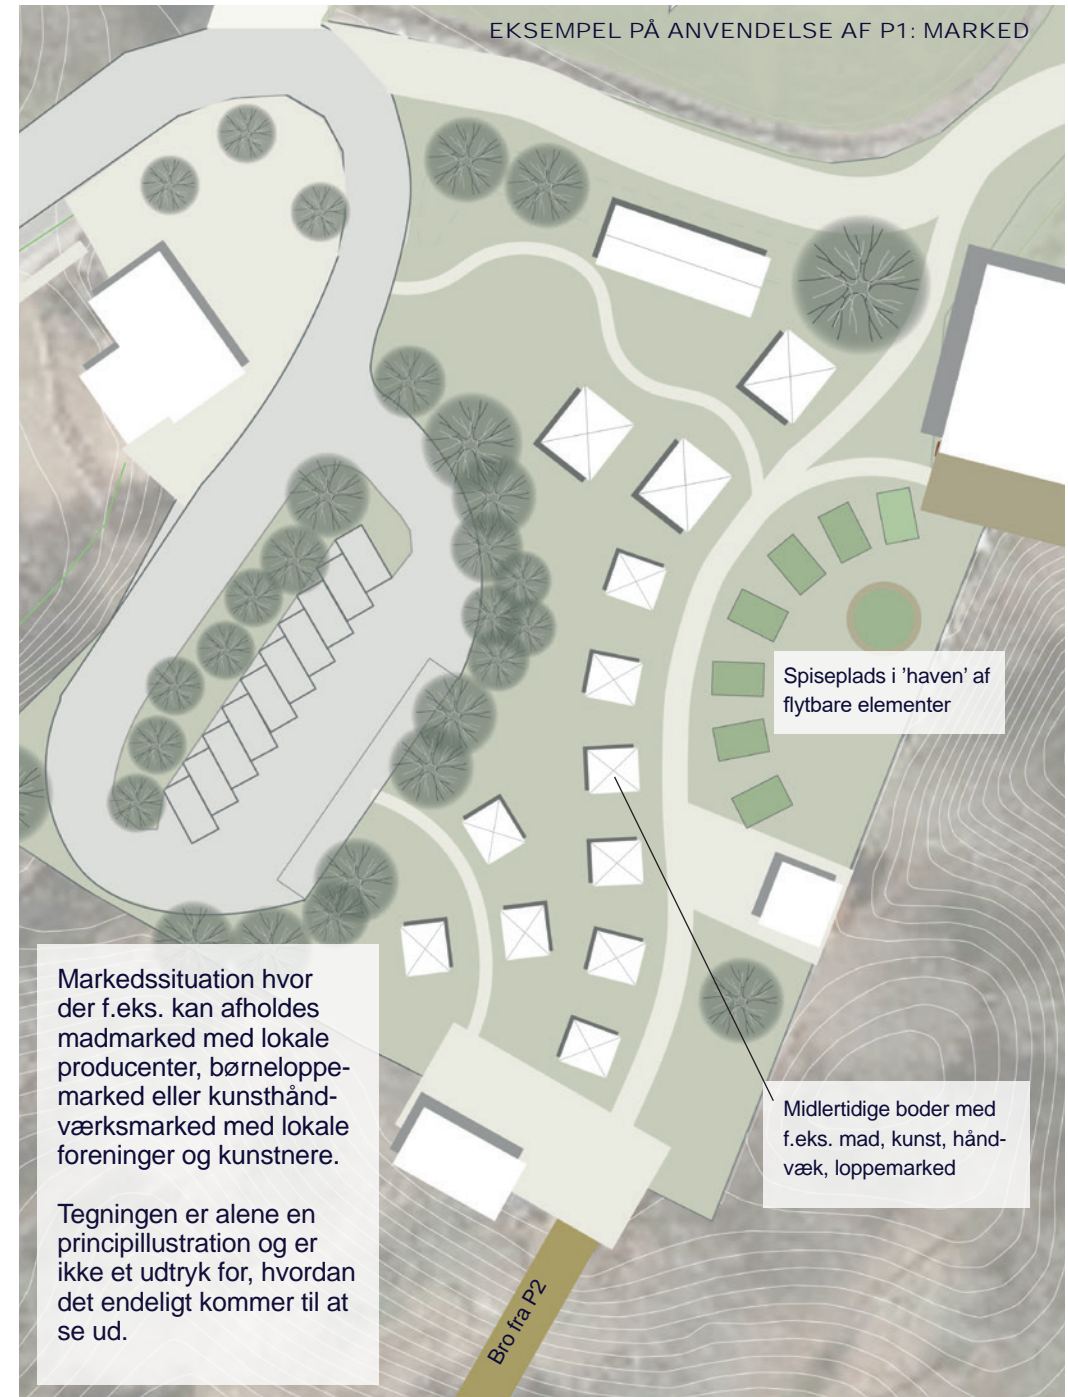 EKSEMPEL PÅ ANVENDELSE AF P1: MARKED
Spiseplads i ’haven’ af
flytbare elementer
Markedssituation hvor
der f.eks. kan afholdes
madmarked med lokale
producenter, børneloppe-
marked eller kunsthånd-
værksmarked med lokale
foreninger og kunstnere.
Tegningen er alene en
principillustration og er
ikke et udtryk for, hvordan
det endeligt kommer til at
se ud.
Midlertidige boder med
f.eks. mad, kunst, hånd-
væk, loppemarked
Bro fra P2